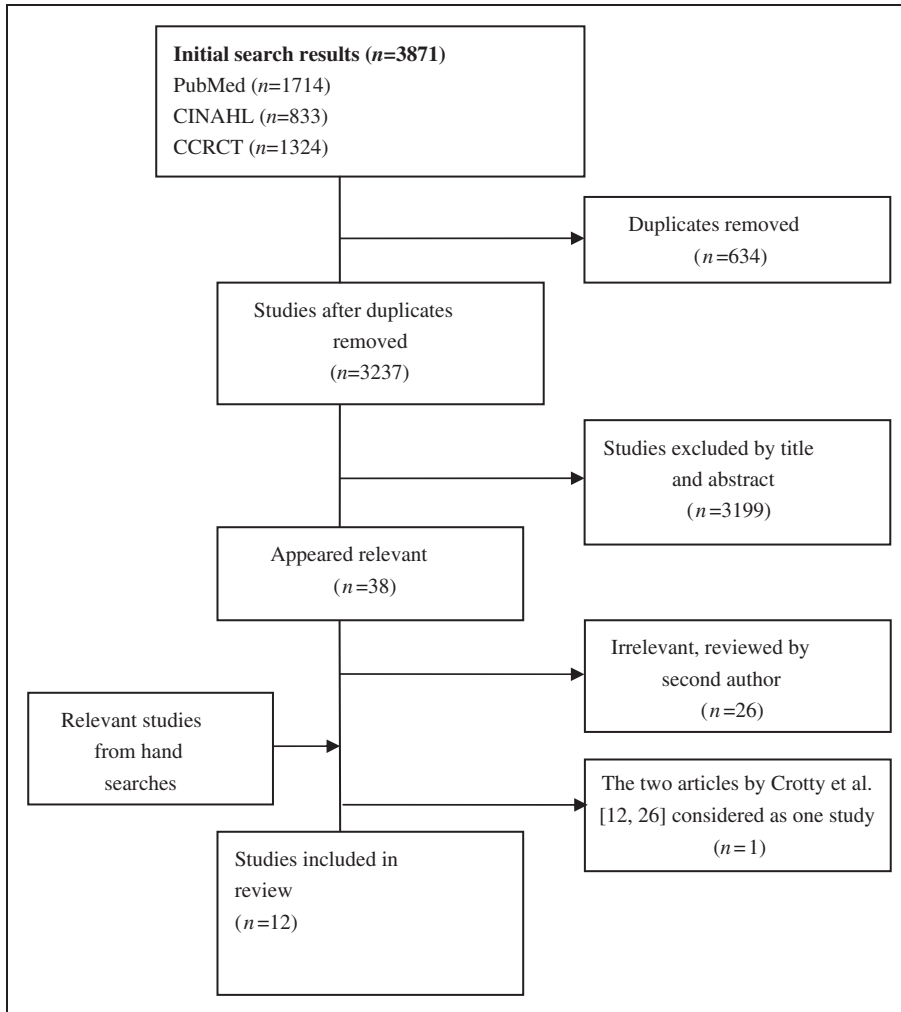 Initial search results (n=3871)
PubMed (n=1714)
CINAHL (n=833)
CCRCT (n=1324)
Duplicates removed
(n=634)
Studies after duplicates
removed
(n=3237)
Studies excluded by title
and abstract
(n=3199)
Appeared relevant
(n=38)
Irrelevant, reviewed by
second author
(n=26)
Relevant studies
from hand
searches
The two articles by Crotty et al.
[12, 26] considered as one study
(n=1)
Studies included in
review
(n=12)